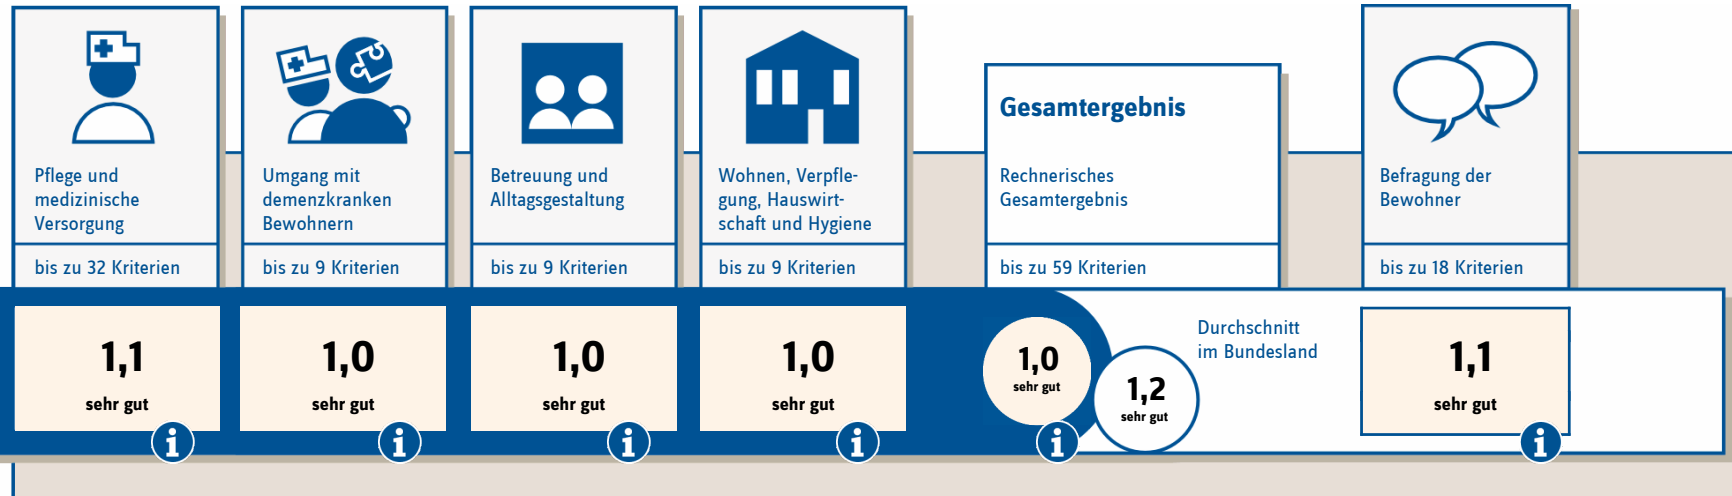 Pflege und
medizinische
Versorgung
bis zu 32 Kriterien
1,1
sehr gut
Umgang mit
demenzkranken
Bewohnern
bis zu 9 Kriterien
1,0
sehr gut
Betreuung und
Alltagsgestaltung
bis zu 9 Kriterien
1,0
sehr gut
Wohnen, Verpfle-
gung, Hauswirt-
schaft und Hygiene
bis zu 9 Kriterien
1,0
sehr gut
Gesamtergebnis
Rechnerisches
Gesamtergebnis
bis zu 59 Kriterien
1,0
sehr gut
1,2
sehr gut
Durchschnitt
im Bundesland
Befragung der
Bewohner
bis zu 18 Kriterien
1,1
sehr gut